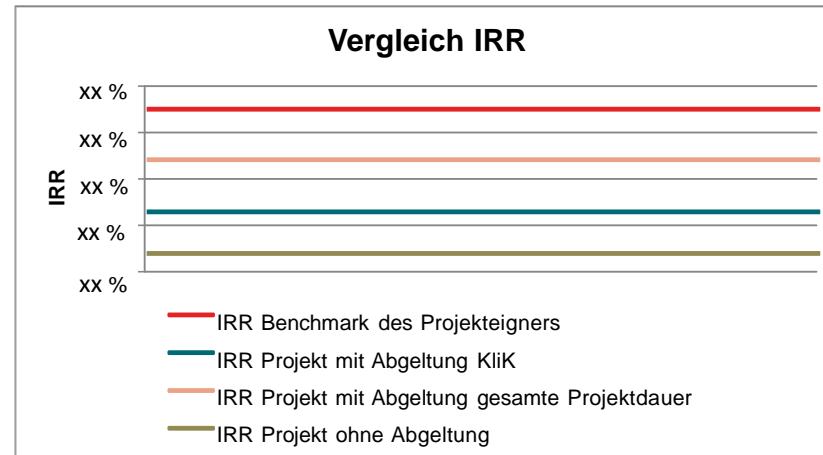 Vergleich IRR
xx %
xx %
xx %
xx %
xx %
IRR
IRR Benchmark des Projekteigners
IRR Projekt mit Abgeltung KliK
IRR Projekt mit Abgeltung gesamte Projektdauer
IRR Projekt ohne Abgeltung